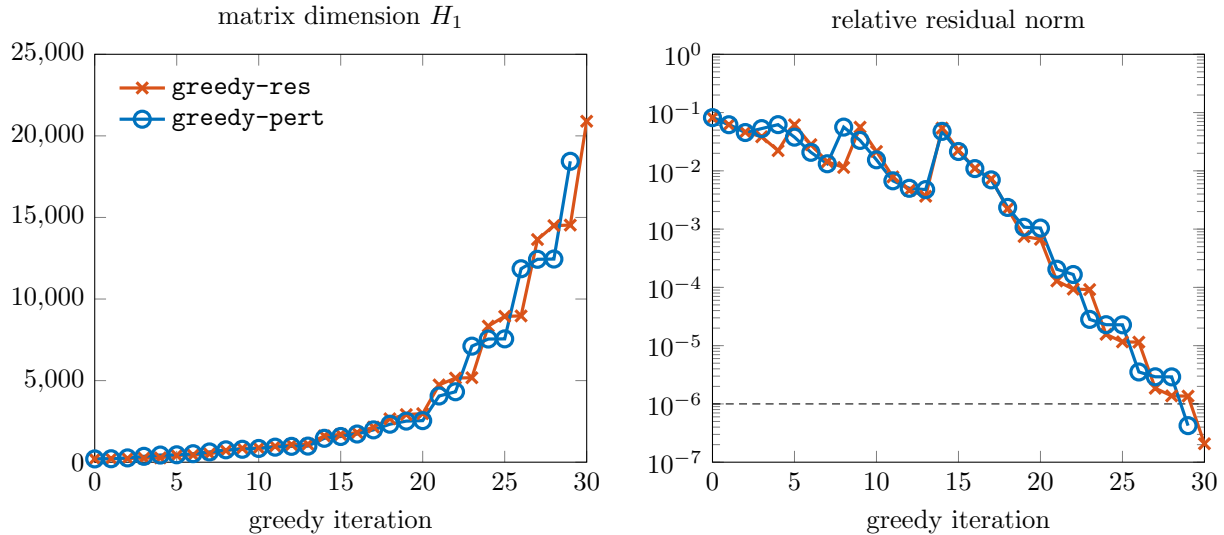 matrix dimension H₁
25,000
20,000
15,000
10,000
5,000
0
0 5 10 15 20 25 30
greedy iteration
greedy-res
greedy-pert
relative residual norm
10⁰
10⁻¹
10⁻²
10⁻³
10⁻⁴
10⁻⁵
10⁻⁶
10⁻⁷
0 5 10 15 20 25 30
greedy iteration